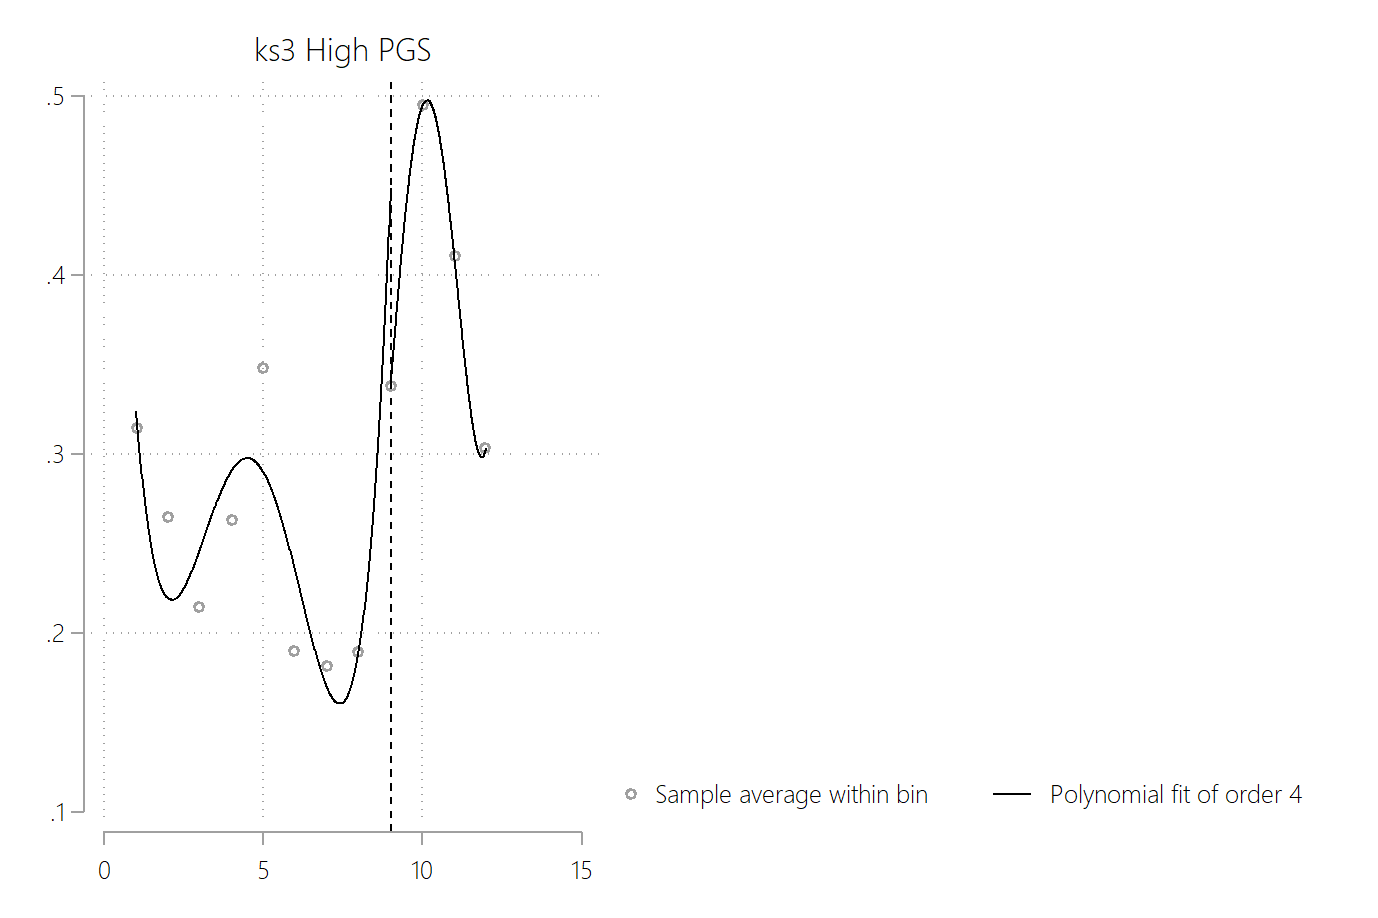 ks3 High PGS
.5
.4
.3
.2
.1
0 5 10 15
Sample average within bin
Polynomial fit of order 4